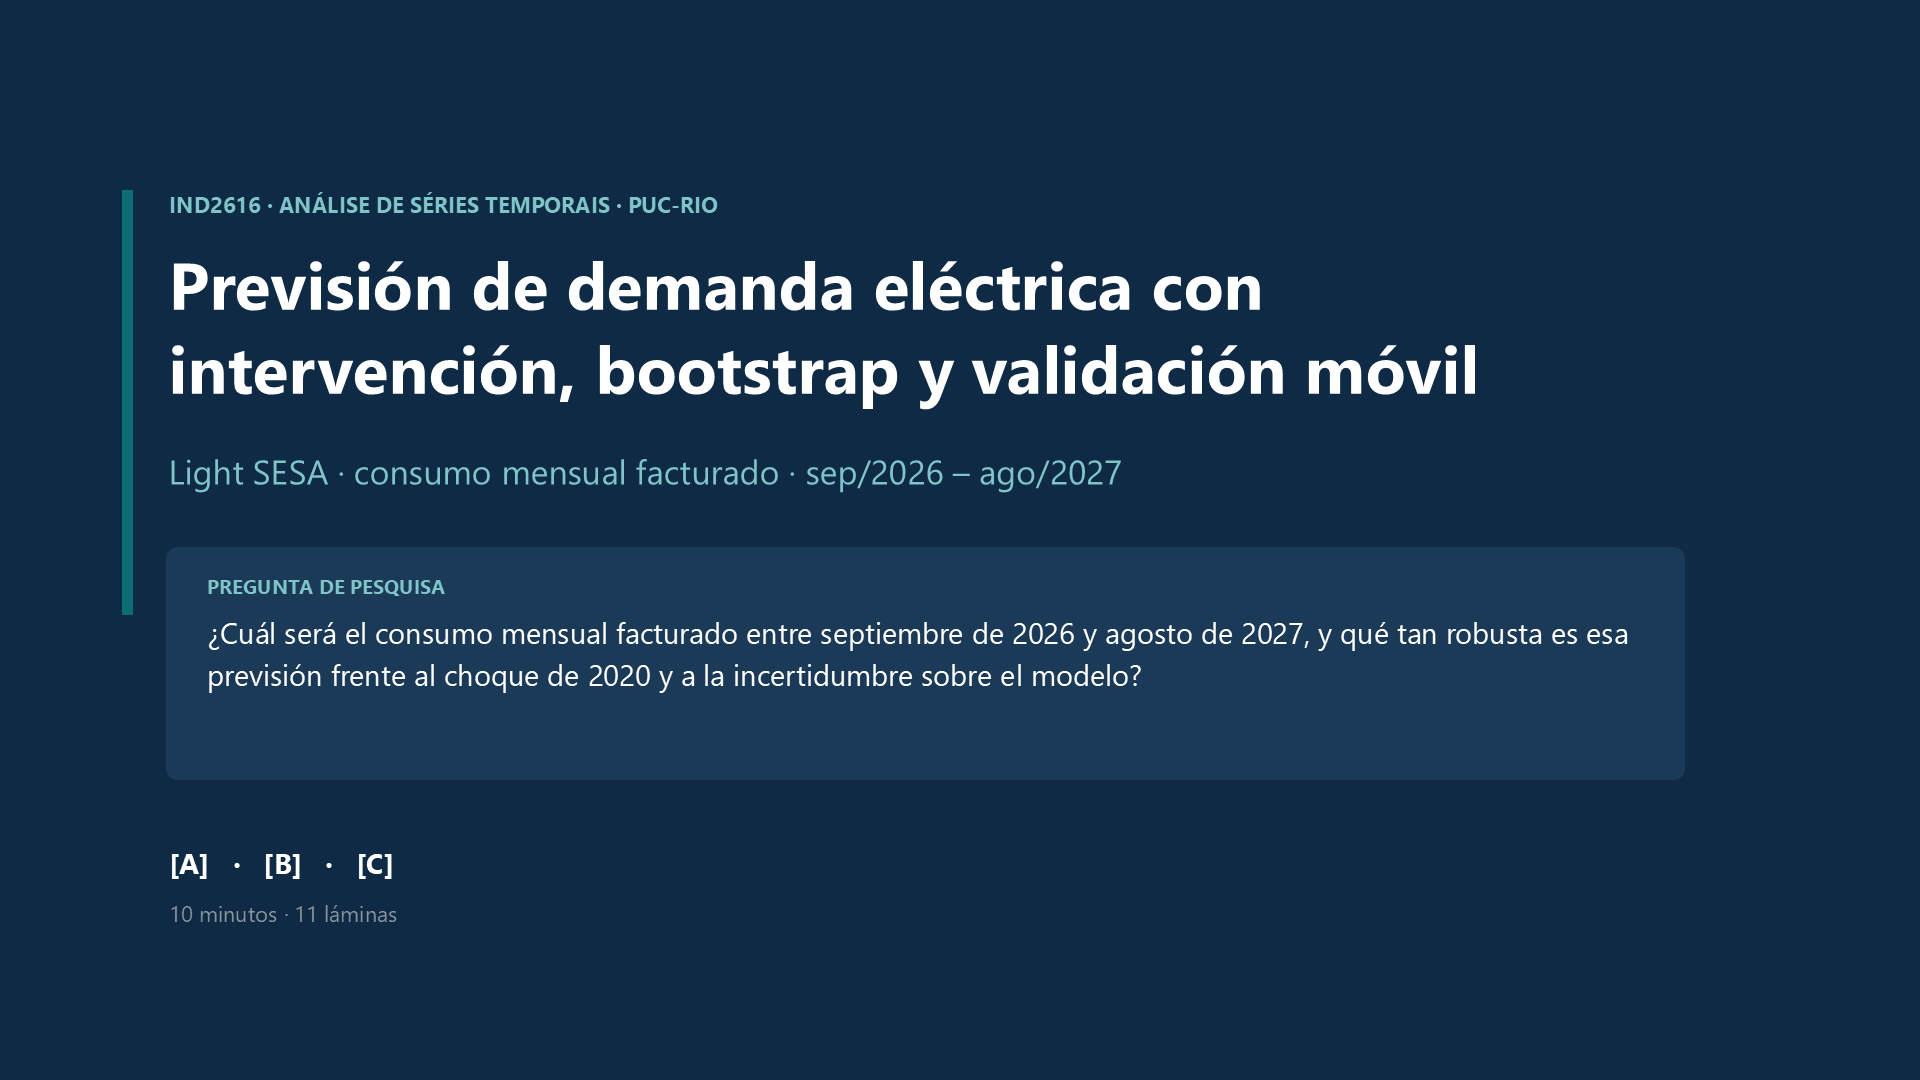 IND2616 · ANÁLISE DE SÉRIES TEMPORAIS · PUC-RIO
Previsión de demanda eléctrica con
intervención, bootstrap y validación móvil
Light SESA · consumo mensual facturado · sep/2026 – ago/2027
PREGUNTA DE PESQUISA
¿Cuál será el consumo mensual facturado entre septiembre de 2026 y agosto de 2027, y qué tan robusta es esa
previsión frente al choque de 2020 y a la incertidumbre sobre el modelo?
[A] · [B] · [C]
10 minutos · 11 láminas